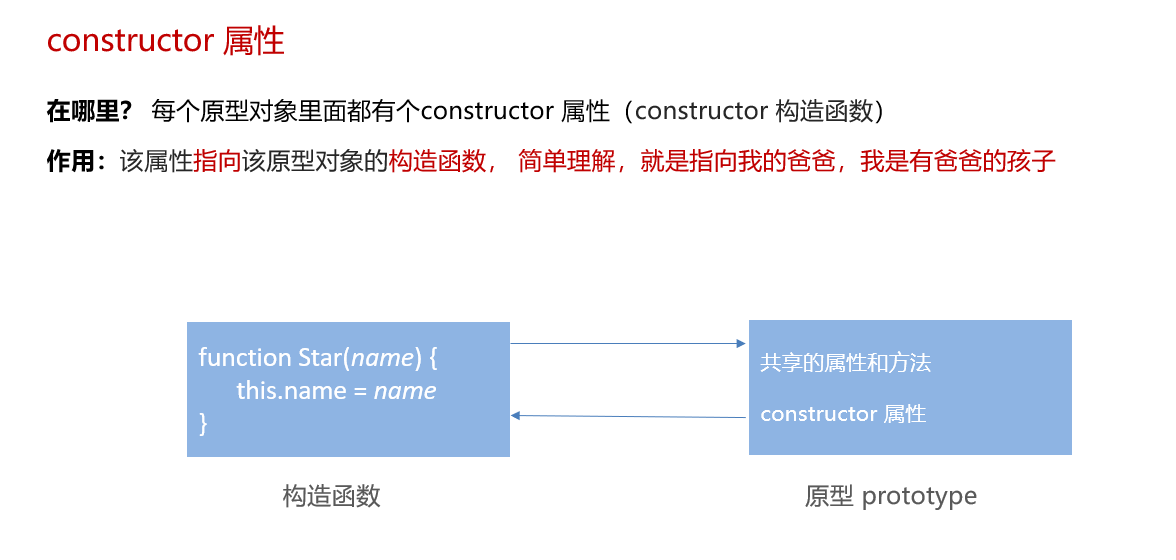 constructor 属性
在哪里？ 每个原型对象里面都有个constructor 属性（constructor 构造函数）
作用：该属性指向该原型对象的构造函数， 简单理解，就是指向我的爸爸，我是有爸爸的孩子
function Star(name) {
this.name = name
}
共享的属性和方法
constructor 属性
构造函数
原型 prototype